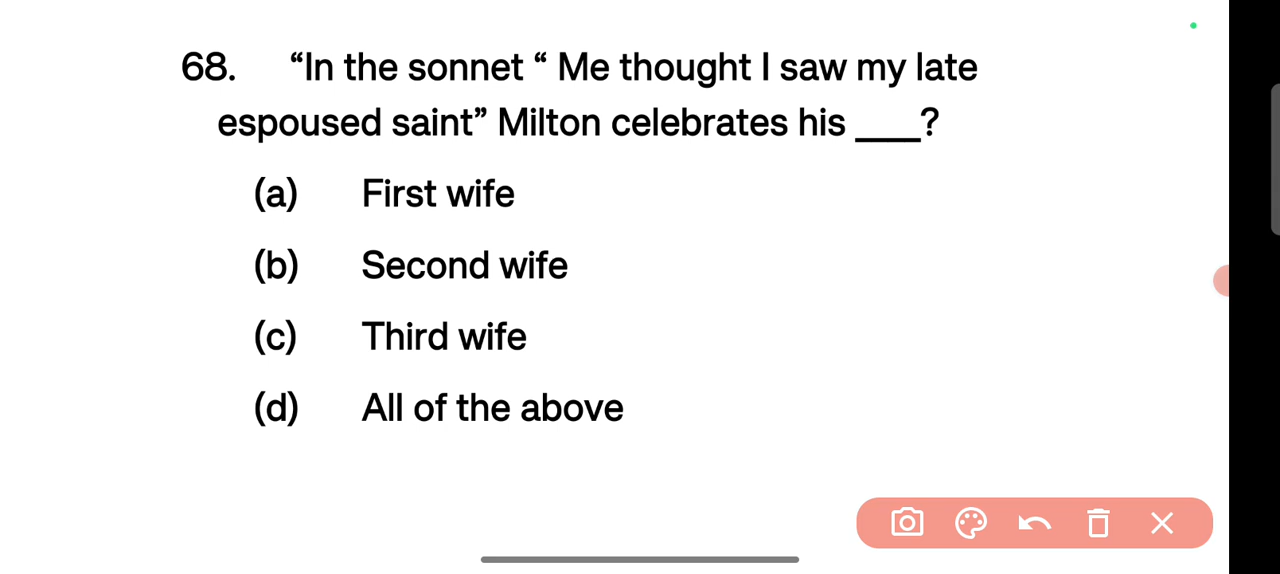 68. “In the sonnet “ Me thought I saw my late
espoused saint” Milton celebrates his ____?
(a) First wife
(b) Second wife
(c) Third wife
(d) All of the above